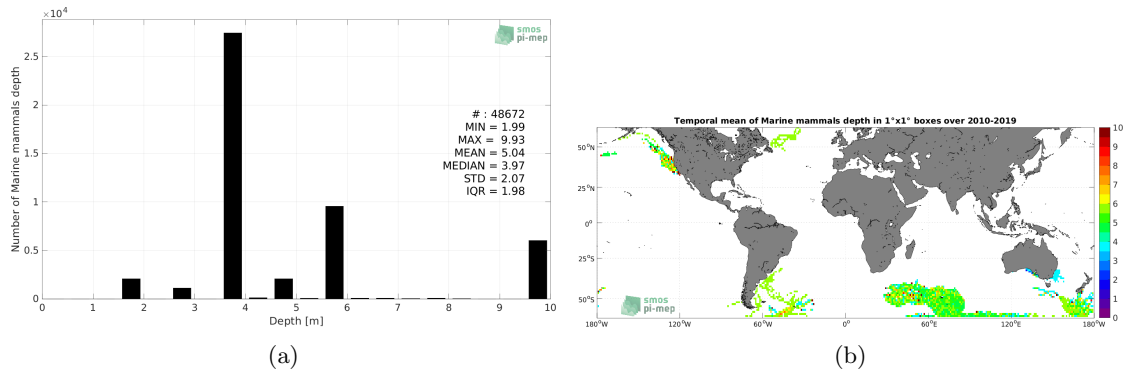 ×10⁴
smos
pi-mep
Number of Marine mammals depth
2.5
2
1.5
1
0.5
0
# : 48672
MIN = 1.99
MAX = 9.93
MEAN = 5.04
MEDIAN = 3.97
STD = 2.07
IQR = 1.98
0 1 2 3 4 5 6 7 8 9 10
Depth [m]
(a)
Temporal mean of Marine mammals depth in 1°x1° boxes over 2010-2019
50°N
25°N
0°
25°S
50°S
180°W 120°W 60°W 0° 60°E 120°E 180°W
10
9
8
7
6
5
4
3
2
1
0
smos
pi-mep
(b)